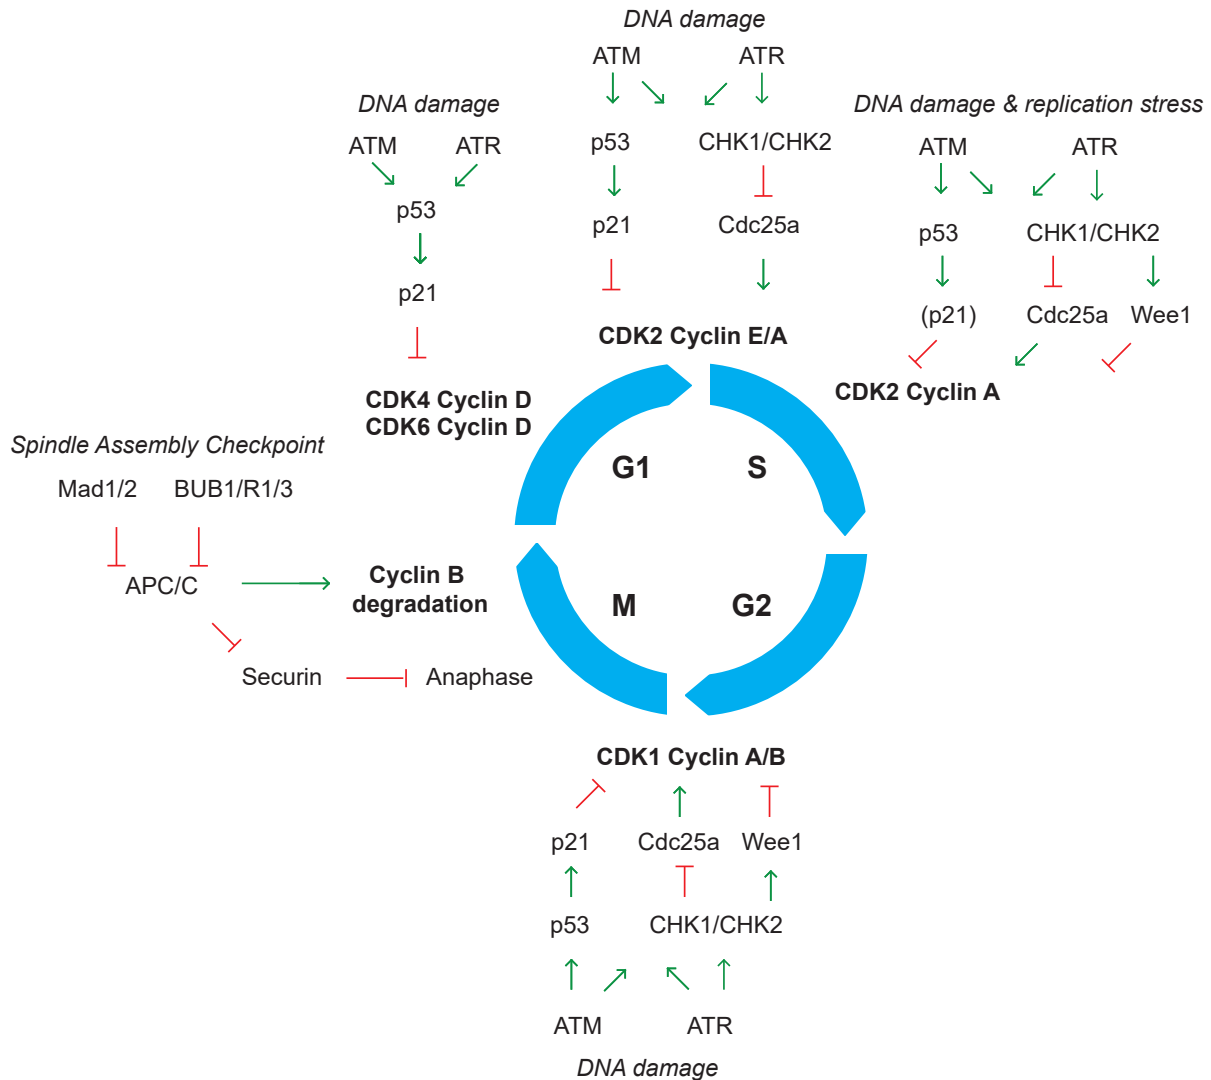 DNA damage
ATM ATR
p53 CHK1/CHK2
p21 Cdc25a
CDK2 Cyclin E/A
DNA damage
ATM ATR
p53
p21
CDK4 Cyclin D
CDK6 Cyclin D
DNA damage & replication stress
ATM ATR
p53 CHK1/CHK2
(p21) Cdc25a Wee1
CDK2 Cyclin A
Spindle Assembly Checkpoint
Mad1/2 BUB1/R1/3
APC/C
Cyclin B
degradation
Securin Anaphase
G1 S
M G2
CDK1 Cyclin A/B
p21 Cdc25a Wee1
p53 CHK1/CHK2
ATM ATR
DNA damage